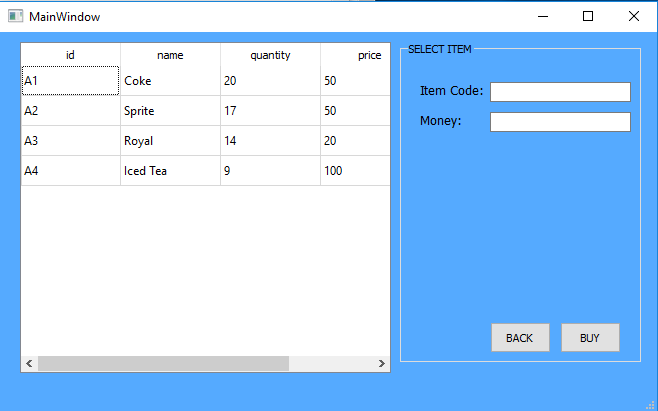 MainWindow
id name quantity price
A1 Coke 20 50
A2 Sprite 17 50
A3 Royal 14 20
A4 Iced Tea 9 100
SELECT ITEM
Item Code:
Money:
BACK BUY